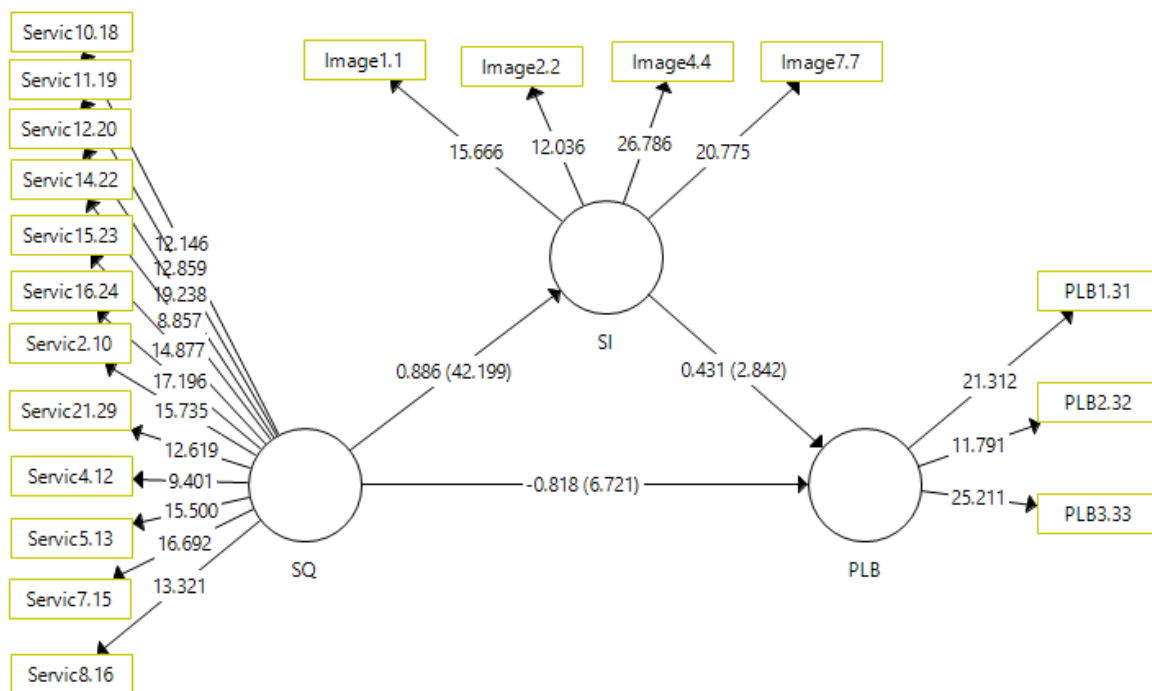 Servic10.18
Servic11.19
Servic12.20
Servic14.22
Servic15.23
Servic16.24
Servic2.10
Servic21.29
Servic4.12
Servic5.13
Servic7.15
Servic8.16
12.146
12.859
19.238
8.857
14.877
17.196
15.735
12.619
9.401
15.500
16.692
13.321
SQ
Image1.1
Image2.2
Image4.4
Image7.7
15.666
12.036
26.786
20.775
SI
0.886 (42.199)
0.431 (2.842)
-0.818 (6.721)
PLB
21.312
11.791
25.211
PLB1.31
PLB2.32
PLB3.33